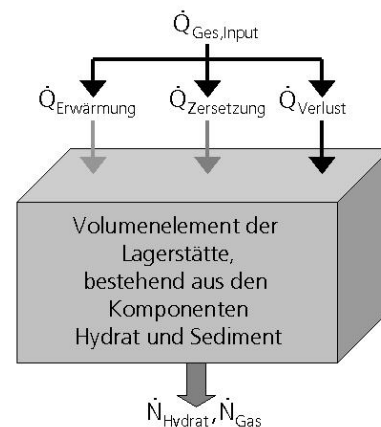 Q̇Ges,Input
Q̇Erwärmung Q̇Zersetzung Q̇Verlust
Volumenelement der
Lagerstätte,
bestehend aus den
Komponenten
Hydrat und Sediment
ṄHydrat, ṄGas